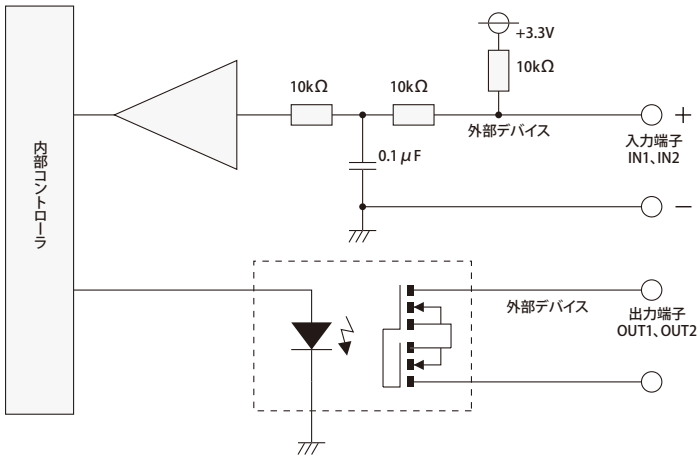 +3.3V
10kΩ
10kΩ
10kΩ
外部デバイス
+
入力端子
IN1、IN2
0.1μF
−
内部コントローラ
外部デバイス
出力端子
OUT1、OUT2